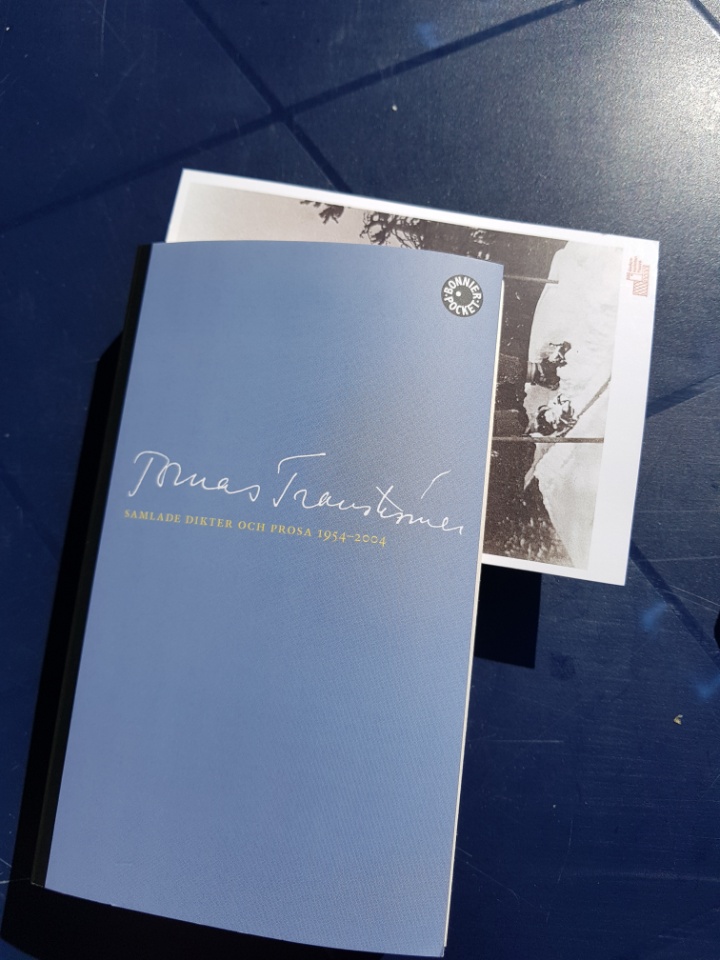 BONNIER POCKET
Tomas Tranströmer
SAMLADE DIKTER OCH PROSA 1954–2004